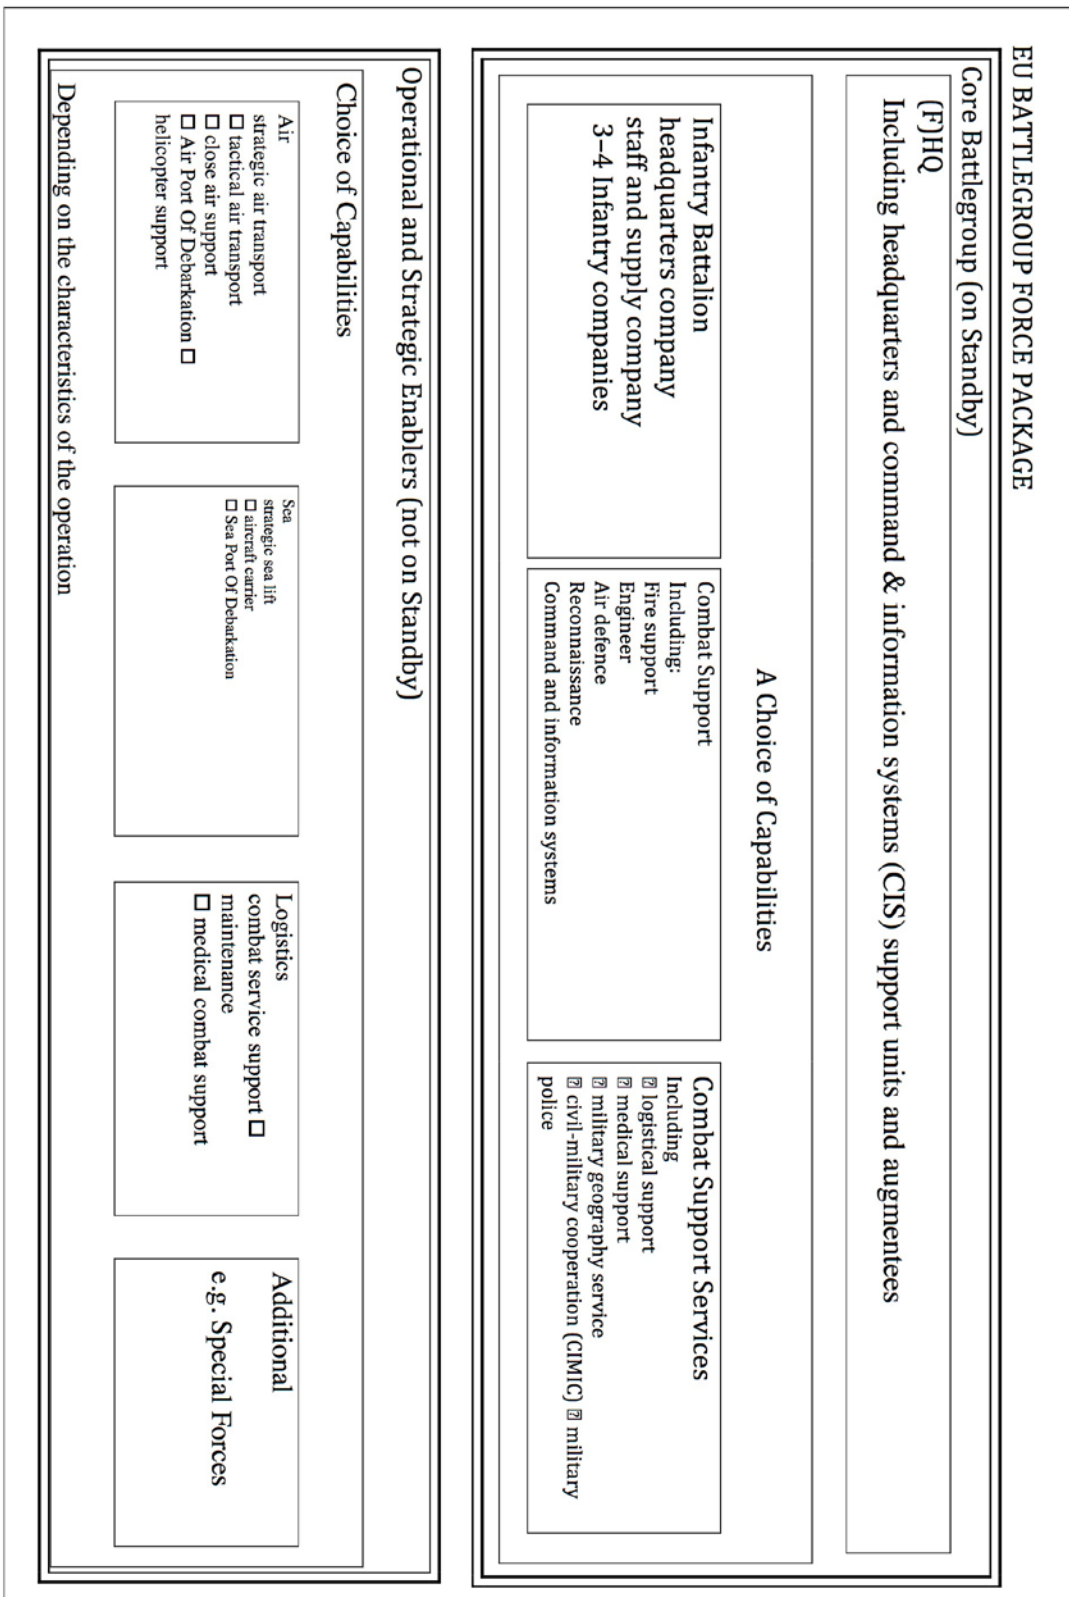 EU BATTLEGROUP FORCE PACKAGE
Core Battlegroup (on Standby)
(F)HQ
Including headquarters and command & information systems (CIS) support units and augmentees
A Choice of Capabilities
Infantry Battalion
headquarters company
staff and supply company
3–4 Infantry companies
Combat Support
Including:
Fire support
Engineer
Air defence
Reconnaissance
Command and information systems
Combat Support Services
Including
⍰ logistical support
⍰ medical support
⍰ military geography service
⍰ civil-military cooperation (CIMIC) ⍰ military
police
Operational and Strategic Enablers (not on Standby)
Choice of Capabilities
Air
strategic air transport
□ tactical air transport
□ close air support
□ Air Port Of Debarkation □
helicopter support
Sea
strategic sea lift
□ aircraft carrier
□ Sea Port Of Debarkation
Logistics
combat service support □
maintenance
□ medical combat support
Additional
e.g. Special Forces
Depending on the characteristics of the operation